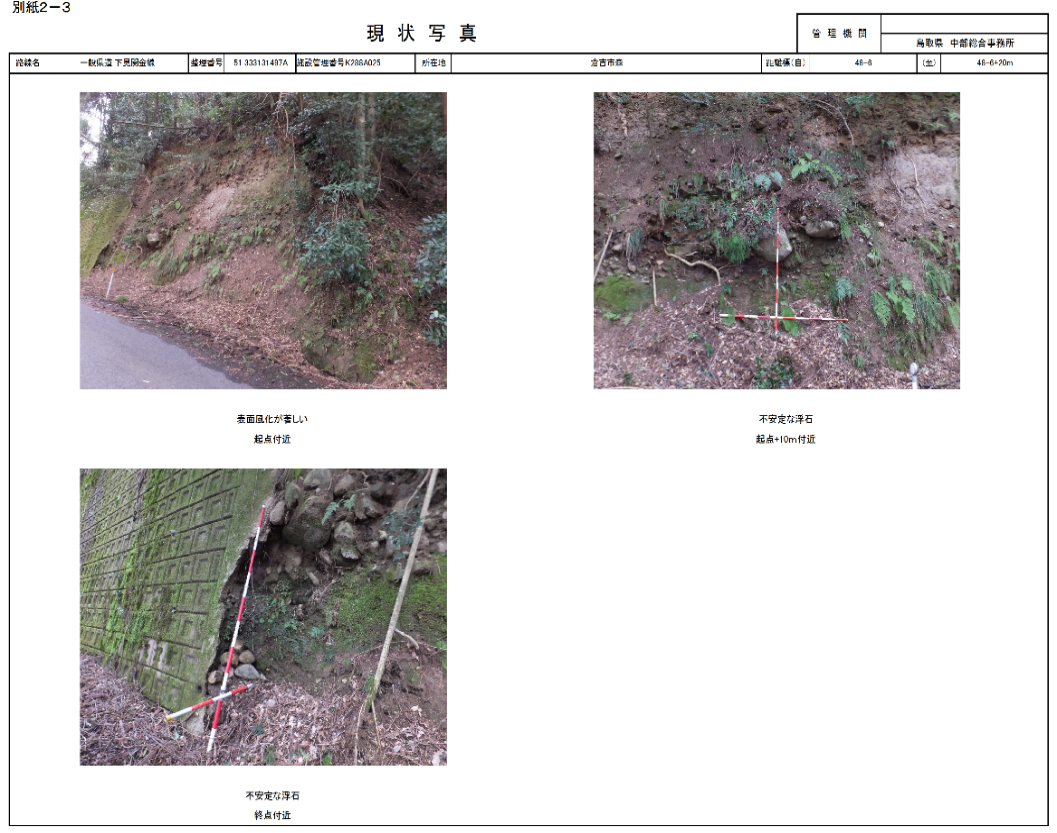 別紙2-3
現状写真
管理機関
鳥取県 中部総合事務所
路線名 一般県道 下見関金線 整理番号 施設管理番号K288A025 所在地 倉吉市森 距離標(自) 48-6 (至) 48-6+20m
表面風化が著しい
起点付近
不安定な浮石
起点+10m付近
不安定な浮石
終点付近